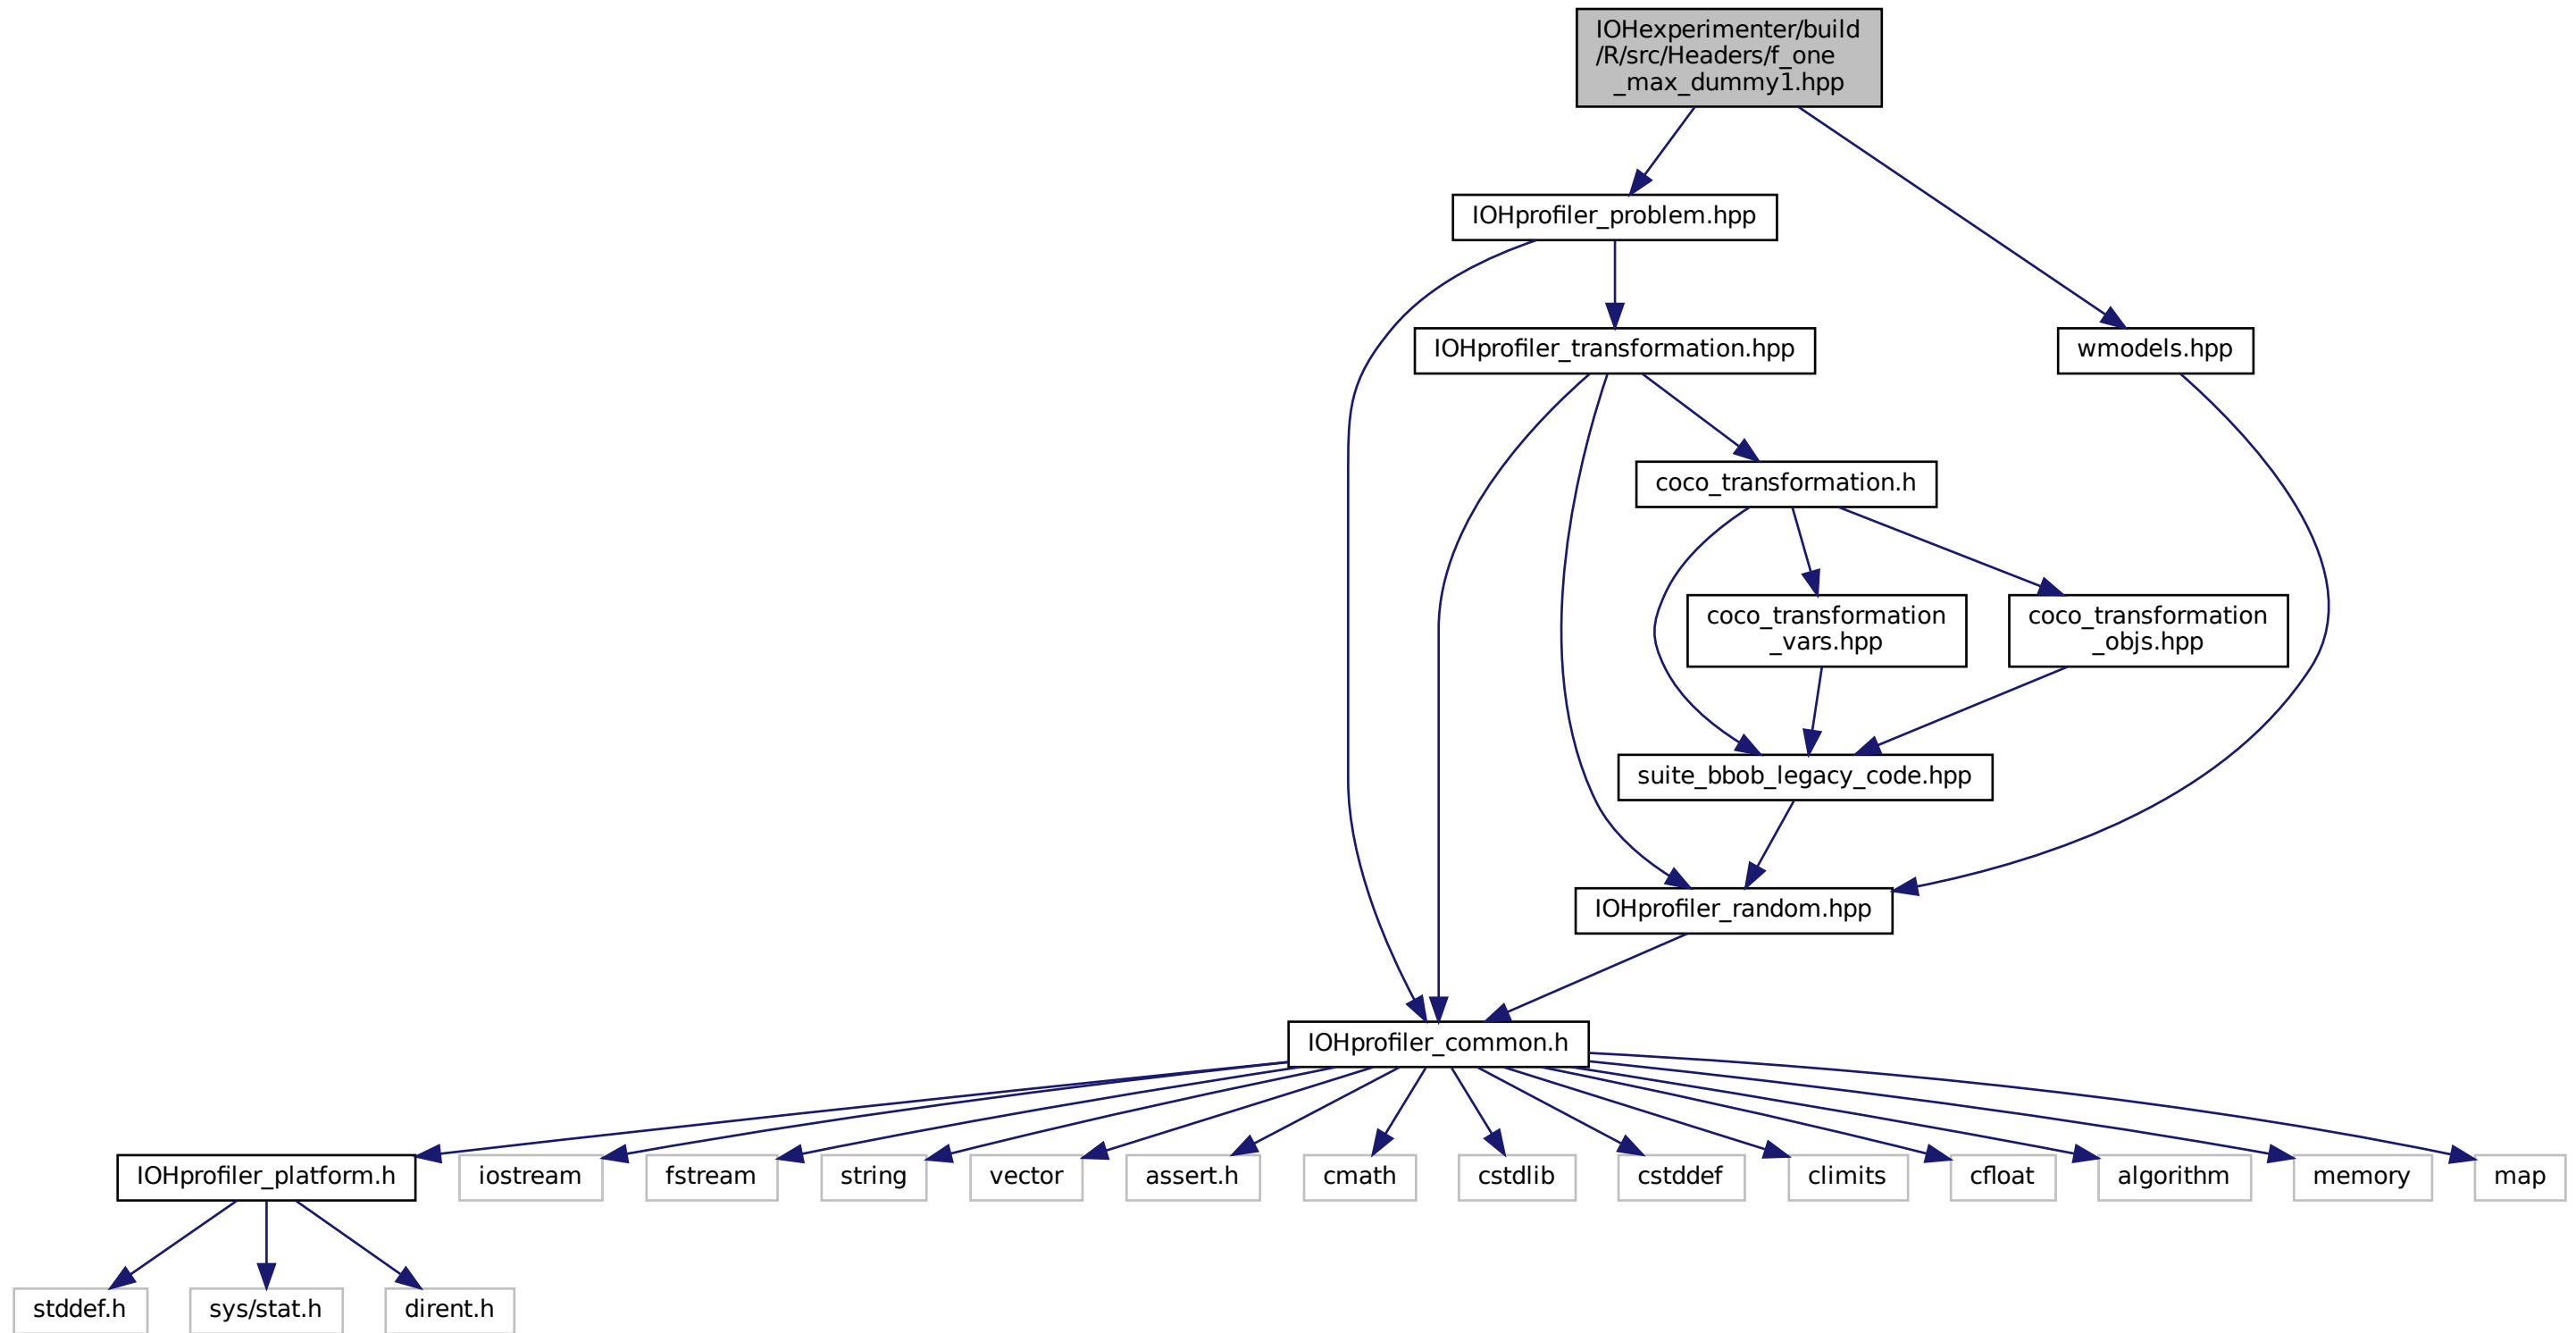 IOHexperimenter/build
/R/src/Headers/f_one
_max_dummy1.hpp
IOHprofiler_problem.hpp
IOHprofiler_transformation.hpp
wmodels.hpp
coco_transformation.h
coco_transformation
_vars.hpp
coco_transformation
_objs.hpp
suite_bbob_legacy_code.hpp
IOHprofiler_random.hpp
IOHprofiler_common.h
IOHprofiler_platform.h
iostream
fstream
string
vector
assert.h
cmath
cstdlib
cstddef
climits
cfloat
algorithm
memory
map
stddef.h
sys/stat.h
dirent.h